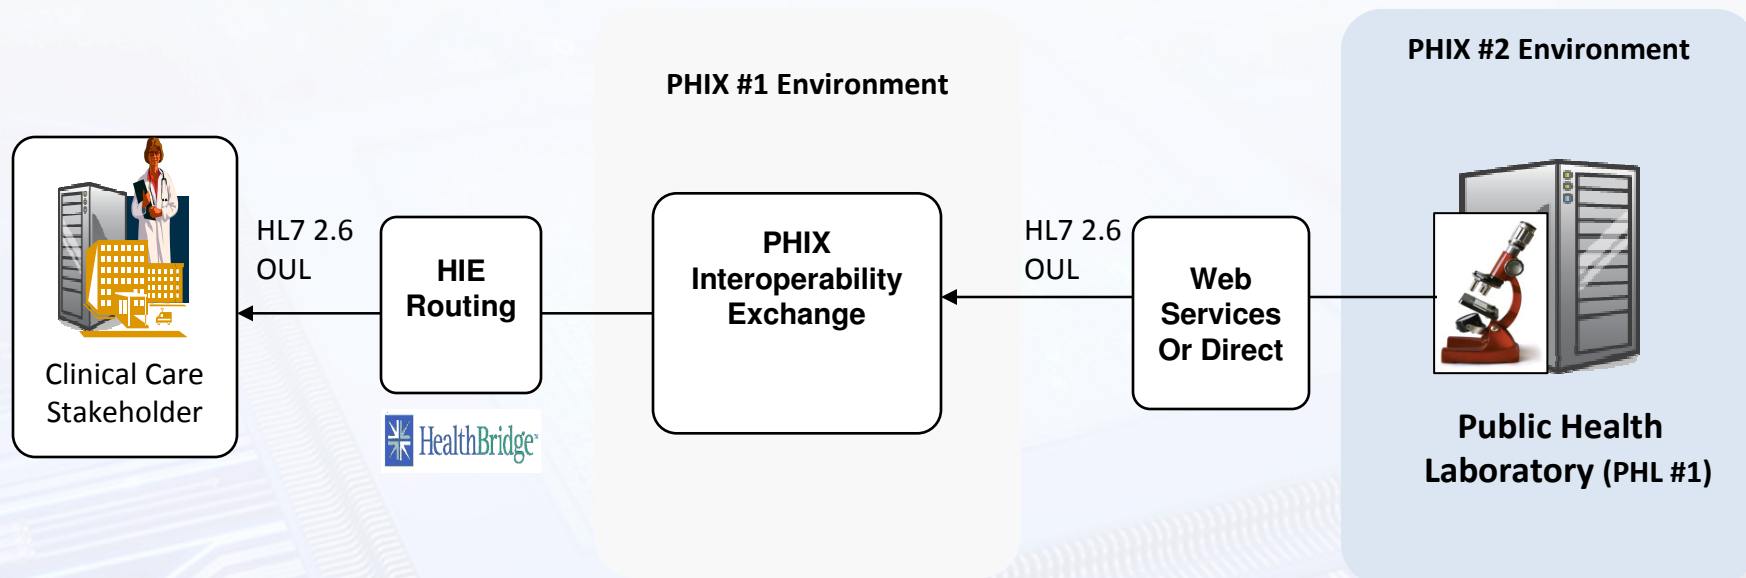 PHIX #1 Environment
PHIX #2 Environment
Clinical Care
Stakeholder
HL7 2.6
OUL
HIE
Routing
HealthBridge
PHIX
Interoperability
Exchange
HL7 2.6
OUL
Web
Services
Or Direct
Public Health
Laboratory (PHL #1)